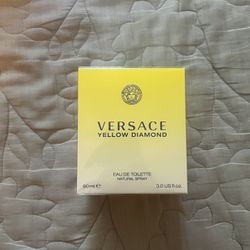 VERSACE
YELLOW DIAMOND
EAU DE TOILETTE
NATURAL SPRAY
90ml ℮ 3.0 US fl.oz.